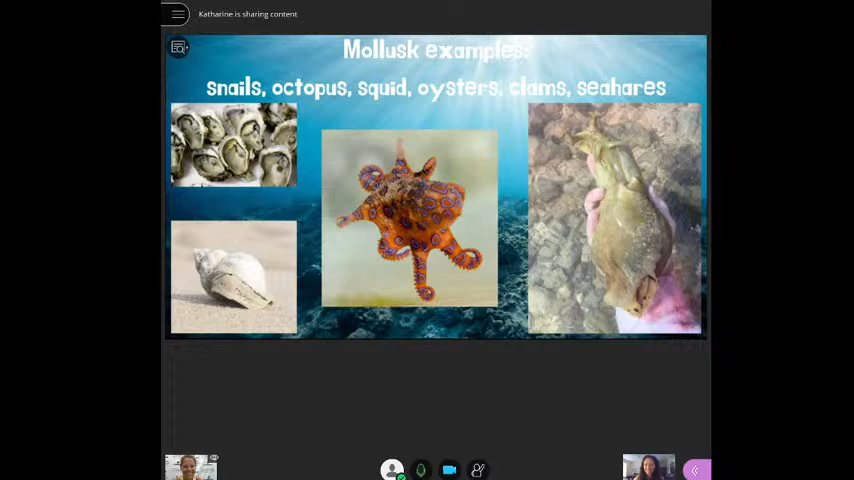 Katharine is sharing content
Mollusk examples:
snails, octopus, squid, oysters, clams, seahares